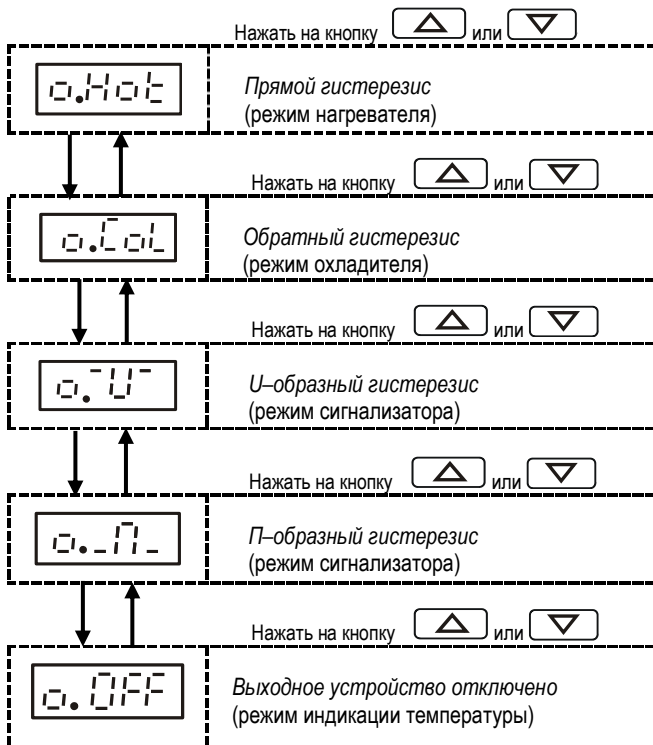 Нажать на кнопку или
o.Hot
Прямой гистерезис
(режим нагревателя)
Нажать на кнопку или
o.CoL
Обратный гистерезис
(режим охладителя)
Нажать на кнопку или
o.¯U¯
U–образный гистерезис
(режим сигнализатора)
Нажать на кнопку или
o._П_
П–образный гистерезис
(режим сигнализатора)
Нажать на кнопку или
o.OFF
Выходное устройство отключено
(режим индикации температуры)